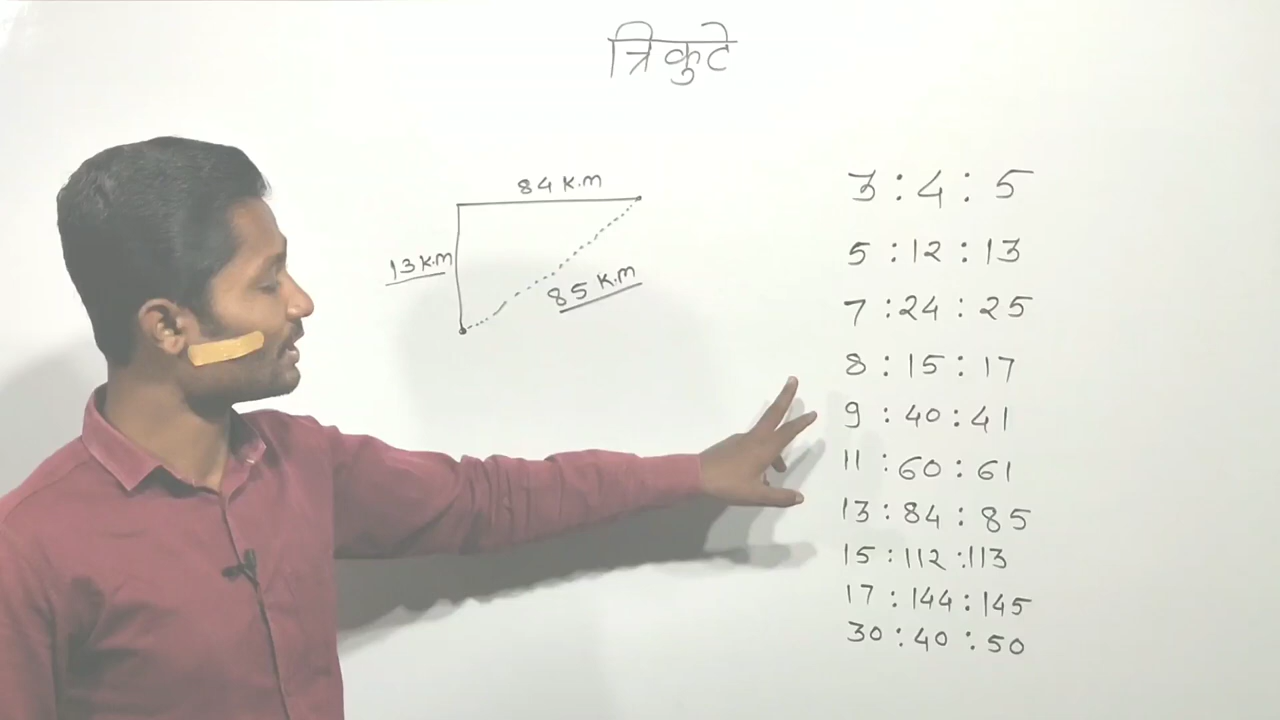 त्रिकुटे
84 K.m
13 K.m
85 K.m
3 : 4 : 5
5 : 12 : 13
7 : 24 : 25
8 : 15 : 17
9 : 40 : 41
11 : 60 : 61
13 : 84 : 85
15 : 112 : 113
17 : 144 : 145
30 : 40 : 50